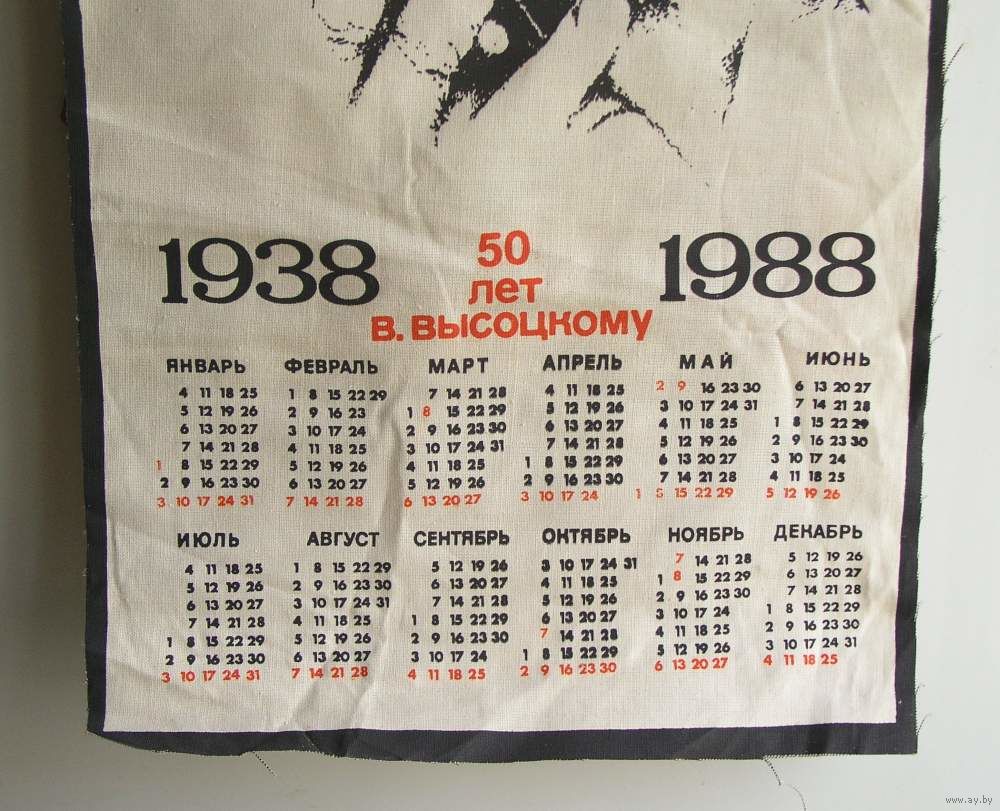 1938 50 1988
лет
В. ВЫСОЦКОМУ
ЯНВАРЬ ФЕВРАЛЬ МАРТ АПРЕЛЬ МАЙ ИЮНЬ
4 11 18 25 1 8 15 22 29 7 14 21 28 4 11 18 25 2 9 16 23 30 6 13 20 27
5 12 19 26 2 9 16 23 1 8 15 22 29 5 12 19 26 3 10 17 24 31 7 14 21 28
6 13 20 27 3 10 17 24 2 9 16 23 30 6 13 20 27 4 11 18 25 1 8 15 22 29
7 14 21 28 4 11 18 25 3 10 17 24 31 7 14 21 28 5 12 19 26 2 9 16 23 30
1 8 15 22 29 5 12 19 26 4 11 18 25 1 8 15 22 29 6 13 20 27 3 10 17 24
2 9 16 23 30 6 13 20 27 5 12 19 26 2 9 16 23 30 7 14 21 28 4 11 18 25
3 10 17 24 31 7 14 21 28 6 13 20 27 3 10 17 24 1 8 15 22 29 5 12 19 26
ИЮЛЬ АВГУСТ СЕНТЯБРЬ ОКТЯБРЬ НОЯБРЬ ДЕКАБРЬ
4 11 18 25 1 8 15 22 29 5 12 19 26 3 10 17 24 31 7 14 21 28 5 12 19 26
5 12 19 26 2 9 16 23 30 6 13 20 27 4 11 18 25 1 8 15 22 29 6 13 20 27
6 13 20 27 3 10 17 24 31 7 14 21 28 5 12 19 26 2 9 16 23 30 7 14 21 28
7 14 21 28 4 11 18 25 1 8 15 22 29 6 13 20 27 3 10 17 24 1 8 15 22 29
1 8 15 22 29 5 12 19 26 2 9 16 23 30 7 14 21 28 4 11 18 25 2 9 16 23 30
2 9 16 23 30 6 13 20 27 3 10 17 24 1 8 15 22 29 5 12 19 26 3 10 17 24 31
3 10 17 24 31 7 14 21 28 4 11 18 25 2 9 16 23 30 6 13 20 27 4 11 18 25
www.ay.by